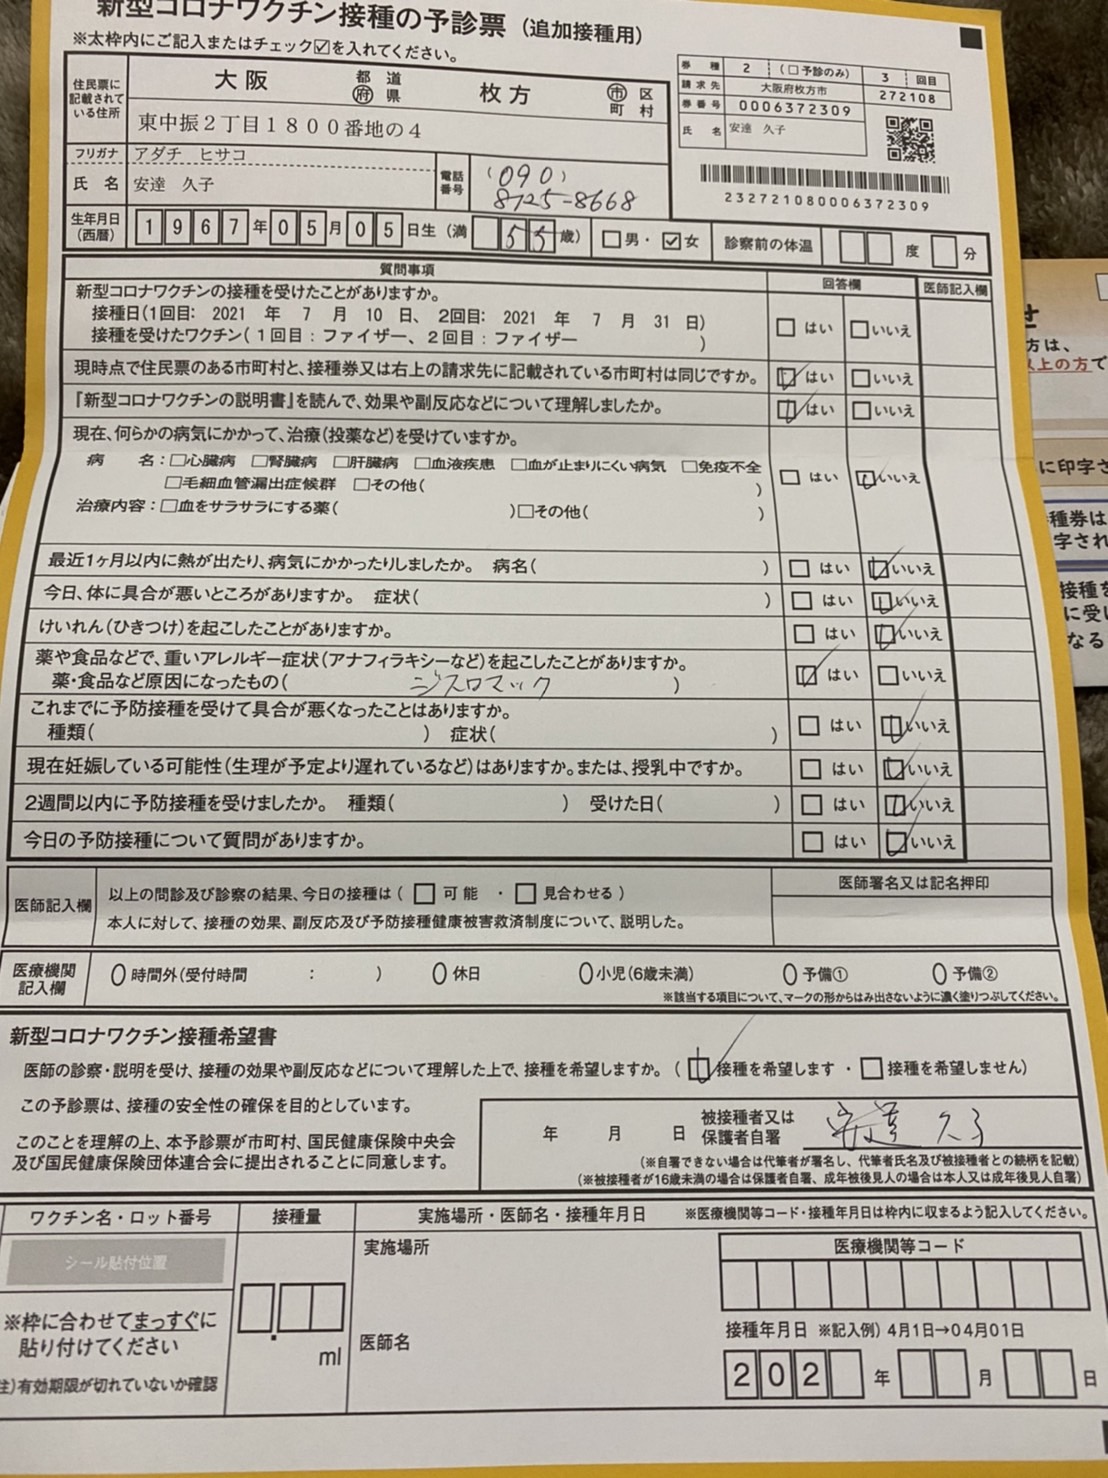 新型コロナワクチン接種の予診票（追加接種用）
※太枠内にご記入またはチェック☑を入れてください。
住民票に記載されている住所
大阪 都道府県 枚方 市区町村
東中振２丁目１８００番地の４
フリガナ アダチ ヒサコ
氏名 安達 久子
電話番号 (090) 8125-8668
生年月日(西暦) 1967年05月05日生(満 55歳) □男・☑女 診察前の体温 度 分
券種 2 (□予診のみ) 3 回目
請求先 大阪府枚方市 272108
券番号 0006372309
氏名 安達 久子
232721080006372309
質問事項 回答欄 医師記入欄
新型コロナワクチンの接種を受けたことがありますか。
接種日(1回目: 2021 年 7 月 10 日、2回目: 2021 年 7 月 31 日)
接種を受けたワクチン(1回目：ファイザー、2回目：ファイザー )
□はい □いいえ
現時点で住民票のある市町村と、接種券又は右上の請求先に記載されている市町村は同じですか。 ☑はい □いいえ
『新型コロナワクチンの説明書』を読んで、効果や副反応などについて理解しましたか。 ☑はい □いいえ
現在、何らかの病気にかかって、治療(投薬など)を受けていますか。
病名：□心臓病 □腎臓病 □肝臓病 □血液疾患 □血が止まりにくい病気 □免疫不全
□毛細血管漏出症候群 □その他( )
□はい ☑いいえ
治療内容：□血をサラサラにする薬( )□その他( )
最近1ヶ月以内に熱が出たり、病気にかかったりしましたか。 病名( ) □はい ☑いいえ
今日、体に具合が悪いところがありますか。 症状( ) □はい ☑いいえ
けいれん(ひきつけ)を起こしたことがありますか。 □はい ☑いいえ
薬や食品などで、重いアレルギー症状(アナフィラキシーなど)を起こしたことがありますか。
薬・食品など原因になったもの( ジスロマック )
☑はい □いいえ
これまでに予防接種を受けて具合が悪くなったことはありますか。
種類( ) 症状( )
□はい ☑いいえ
現在妊娠している可能性(生理が予定より遅れているなど)はありますか。または、授乳中ですか。 □はい ☑いいえ
2週間以内に予防接種を受けましたか。 種類( ) 受けた日( ) □はい ☑いいえ
今日の予防接種について質問がありますか。 □はい ☑いいえ
医師記入欄
以上の問診及び診察の結果、今日の接種は(□可能・□見合わせる)
本人に対して、接種の効果、副反応及び予防接種健康被害救済制度について、説明した。
医師署名又は記名押印
医療機関記入欄
時間外(受付時間 : ) 休日 小児(6歳未満) 予備① 予備②
※該当する項目について、マークの形からはみ出さないように濃く塗りつぶしてください。
新型コロナワクチン接種希望書
医師の診察・説明を受け、接種の効果や副反応などについて理解した上で、接種を希望しますか。(☑接種を希望します・□接種を希望しません)
この予診票は、接種の安全性の確保を目的としています。
このことを理解の上、本予診票が市町村、国民健康保険中央会
及び国民健康保険団体連合会に提出されることに同意します。
年 月 日 被接種者又は保護者自署 安達 久子
(※自署できない場合は代筆者が署名し、代筆者氏名及び被接種者との続柄を記載)
(※被接種者が16歳未満の場合は保護者自署、成年被後見人の場合は本人又は成年後見人自署)
ワクチン名・ロット番号 接種量 実施場所・医師名・接種年月日 ※医療機関等コード・接種年月日は枠内に収まるよう記入してください。
シール貼付位置
※枠に合わせてまっすぐに
貼り付けてください
注)有効期限が切れていないか確認
ml
実施場所
医師名
医療機関等コード
接種年月日 ※記入例) 4月1日→04月01日
202 年 月 日
せ
方は、
以上の方で
に印字さ
種券は
字され
接種を
に受け
なる